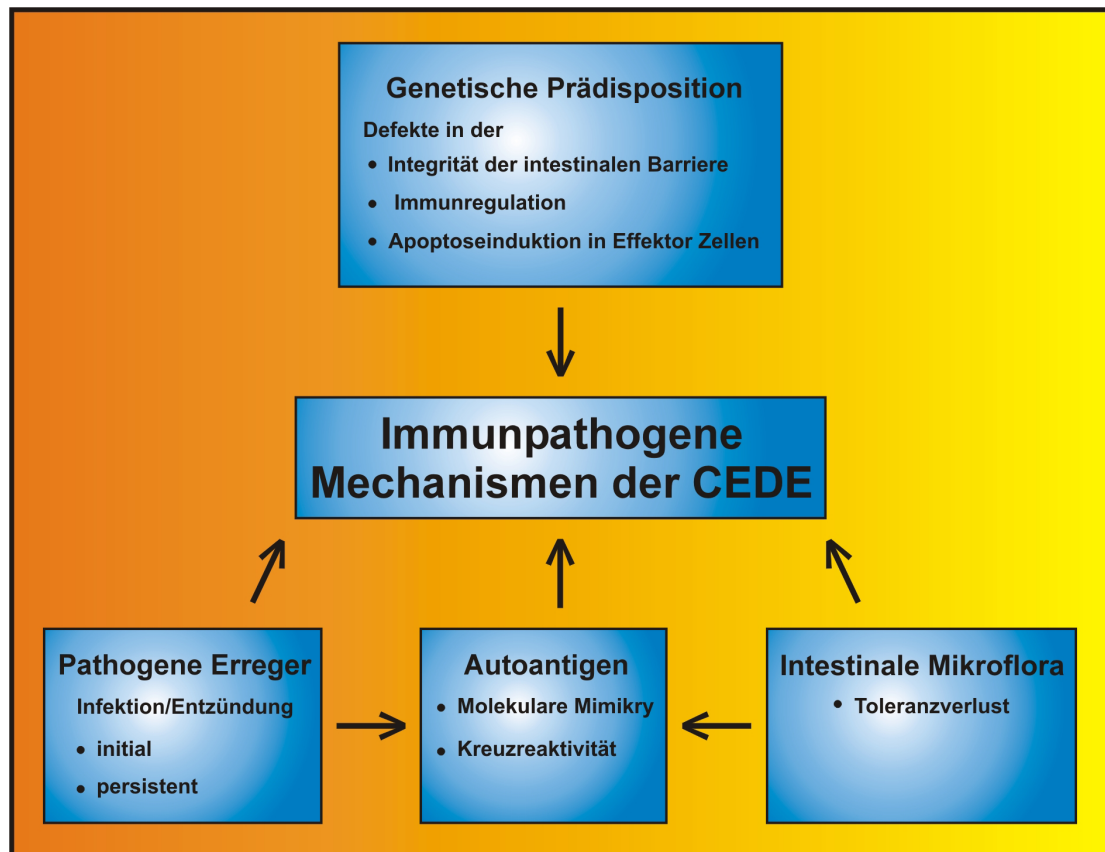 Genetische Prädisposition
Defekte in der
• Integrität der intestinalen Barriere
• Immunregulation
• Apoptoseinduktion in Effektor Zellen
Immunpathogene
Mechanismen der CEDE
Pathogene Erreger
Infektion/Entzündung
• initial
• persistent
Autoantigen
• Molekulare Mimikry
• Kreuzreaktivität
Intestinale Mikroflora
• Toleranzverlust